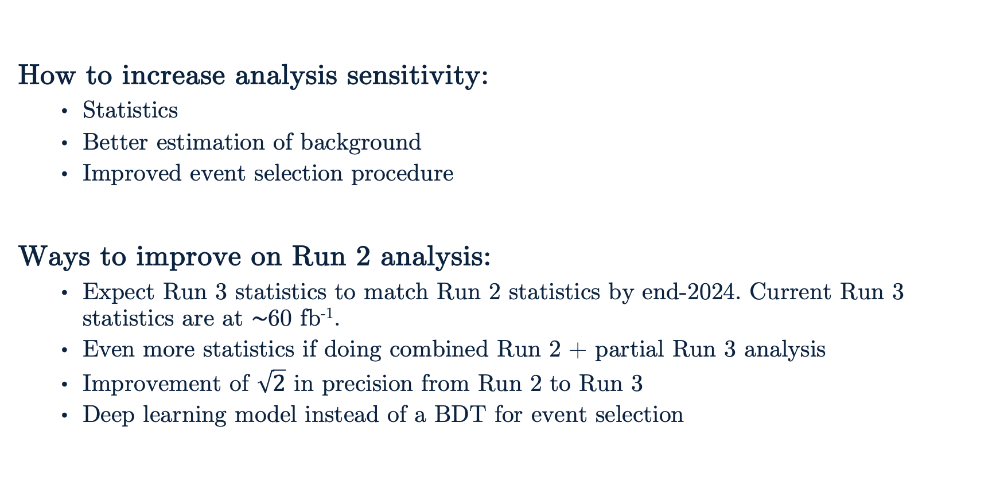 How to increase analysis sensitivity:
• Statistics
• Better estimation of background
• Improved event selection procedure
Ways to improve on Run 2 analysis:
• Expect Run 3 statistics to match Run 2 statistics by end-2024. Current Run 3
statistics are at ~60 fb⁻¹.
• Even more statistics if doing combined Run 2 + partial Run 3 analysis
• Improvement of √2 in precision from Run 2 to Run 3
• Deep learning model instead of a BDT for event selection